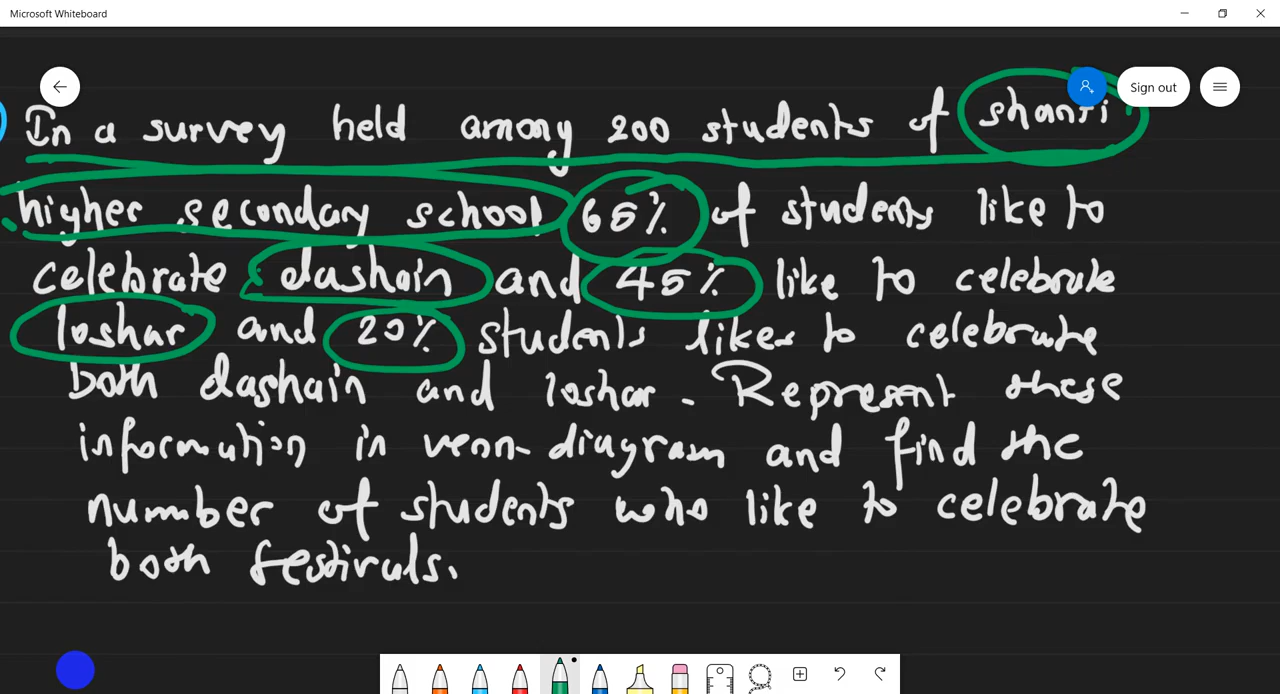 Microsoft Whiteboard
Sign out
In a survey held among 200 students of shanti
higher secondary school 65% of students like to
celebrate dashain and 45% like to celebrate
loshar and 20% students likes to celebrate
both dashain and loshar. Represent these
information in venn-diagram and find the
number of students who like to celebrate
both festivals.